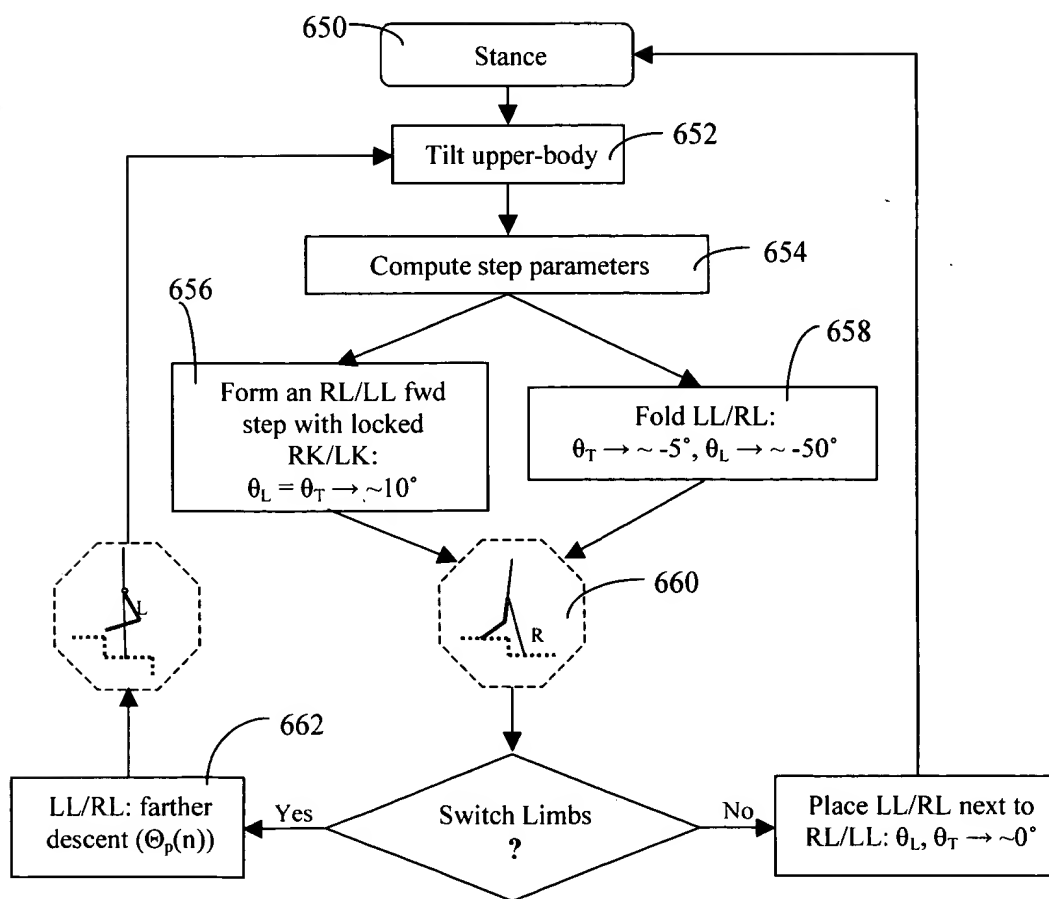 650
Stance
652
Tilt upper-body
654
Compute step parameters
656
658
Form an RL/LL fwd
step with locked
RK/LK:
θL = θT → ~10°
Fold LL/RL:
θT → ~ -5°, θL → ~ -50°
660
L
R
662
LL/RL: farther
descent (Θp(n))
Yes
Switch Limbs
?
No
Place LL/RL next to
RL/LL: θL, θT → ~0°